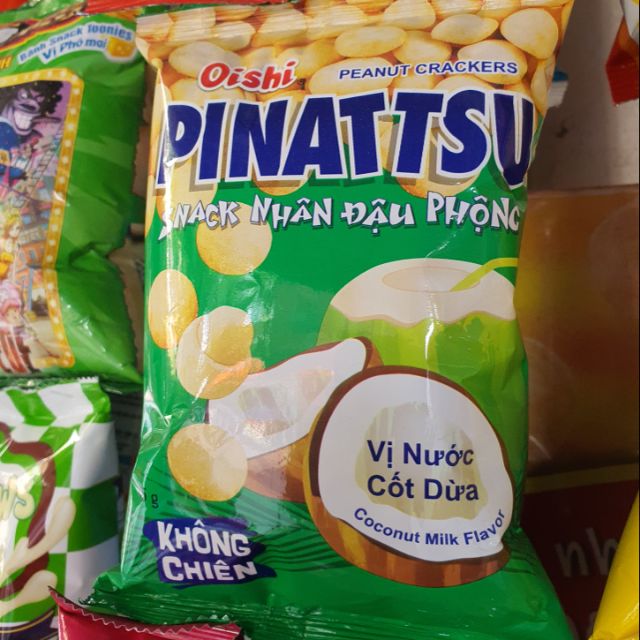 Bánh Snack Toonies
Vị Phô mai
Oishi
PEANUT CRACKERS
PINATTSU
SNACK NHÂN ĐẬU PHỘNG
Vị Nước
Cốt Dừa
Coconut Milk Flavor
g
KHÔNG
CHIÊN
nh